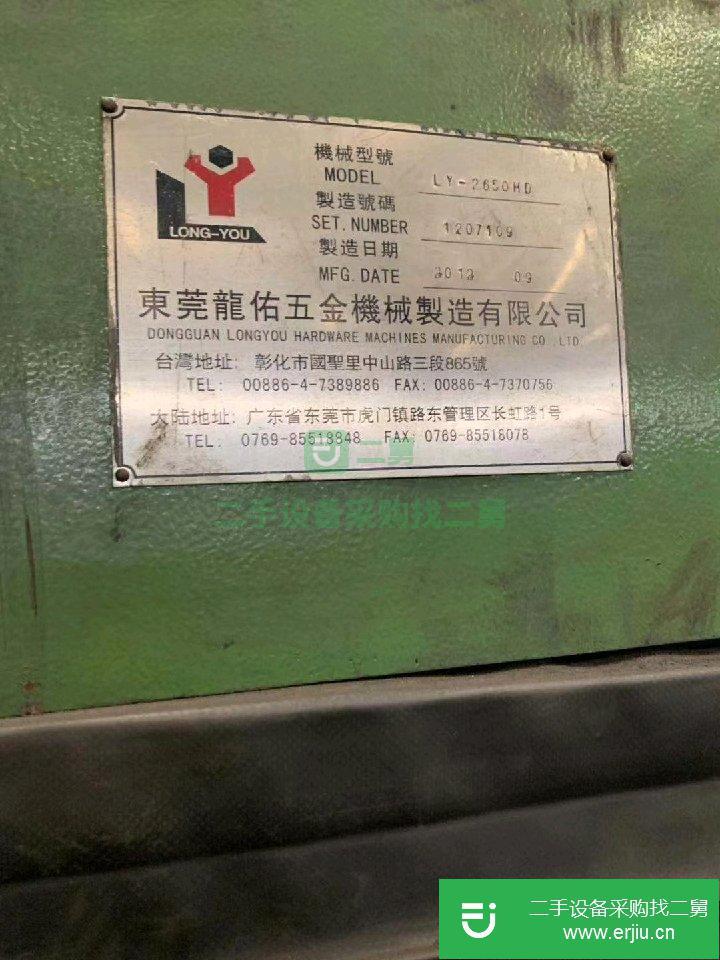 LONG-YOU
機械型號
MODEL LY-2650HD
製造號碼
SET. NUMBER 1207109
製造日期
MFG. DATE 2012 09
東莞龍佑五金機械製造有限公司
DONGGUAN LONGYOU HARDWARE MACHINES MANUFACTURING CO .LTD.
台灣地址: 彰化市國聖里中山路三段865號
TEL: 00886-4-7389886 FAX: 00886-4-7370756
大陆地址: 广东省东莞市虎门镇路东管理区长虹路1号
TEL: 0769-85518848 FAX: 0769-85518078
二舅
二手设备采购找二舅
二手设备采购找二舅
www.erjiu.cn